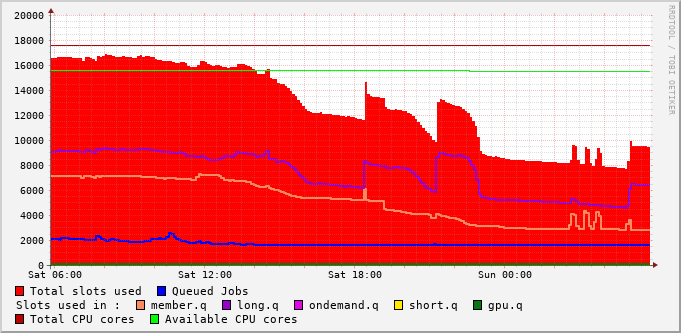 RRDTOOL / TOBI OETIKER
20000
18000
16000
14000
12000
10000
8000
6000
4000
2000
0
Sat 06:00 Sat 12:00 Sat 18:00 Sun 00:00
Total slots used Queued Jobs
Slots used in : member.q long.q ondemand.q short.q gpu.q
Total CPU cores Available CPU cores